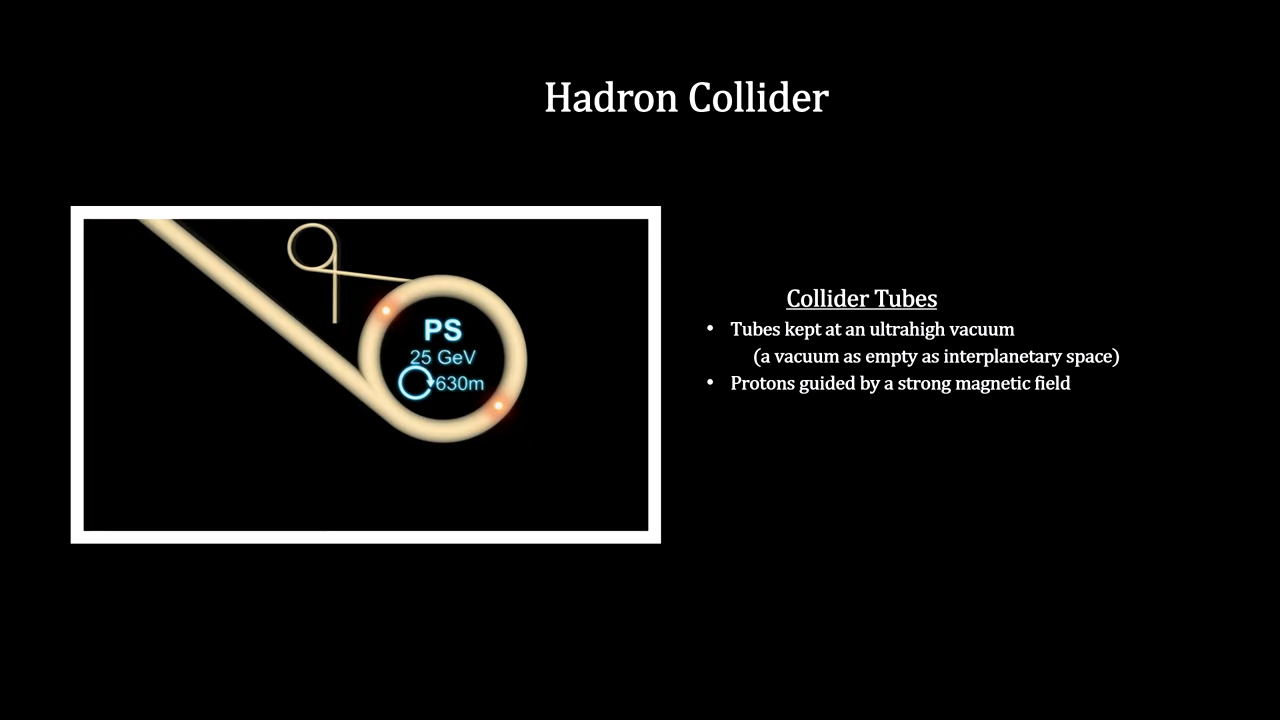 Hadron Collider
PS
25 GeV
630m
Collider Tubes
• Tubes kept at an ultrahigh vacuum
(a vacuum as empty as interplanetary space)
• Protons guided by a strong magnetic field